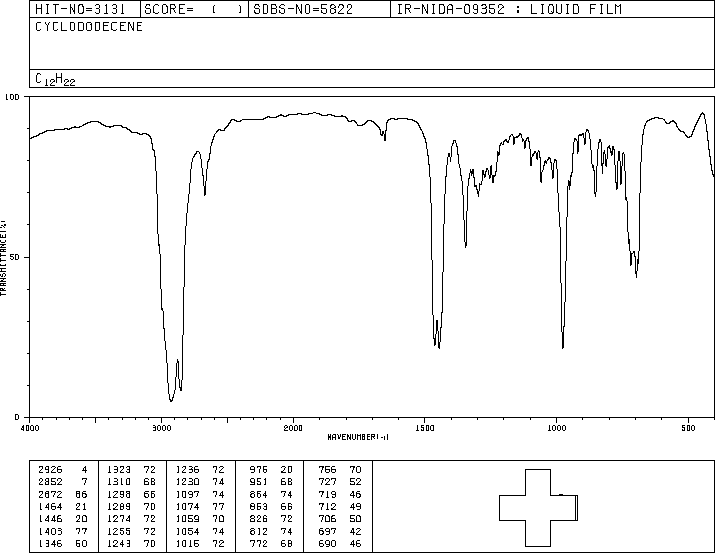 HIT-NO=3131 SCORE= ( ) SDBS-NO=5822 IR-NIDA-09352 : LIQUID FILM
CYCLODODECENE
C12H22
100
50
0
TRANSMITTANCE(%)
4000 3000 2000 1500 1000 500
WAVENUMBER(-1)
2926 4 1323 72 1236 72 976 20 756 70
2852 7 1310 68 1230 74 951 68 727 52
2672 66 1298 66 1097 74 864 74 719 46
1464 21 1289 70 1074 77 853 66 712 49
1446 20 1274 72 1059 70 826 72 706 50
1403 77 1255 72 1054 74 812 74 697 42
1346 50 1243 70 1016 72 772 68 690 46